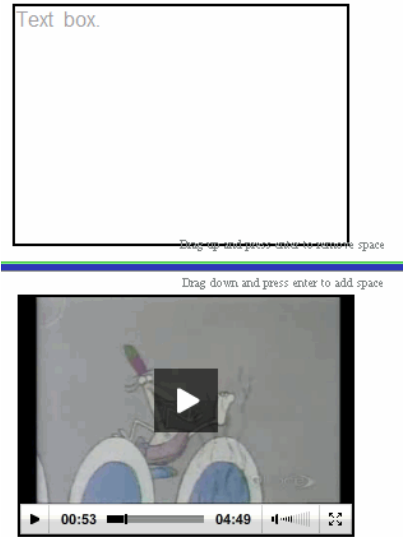 Text box.
Drag up and press enter to remove space
Drag down and press enter to add space
00:53
04:49